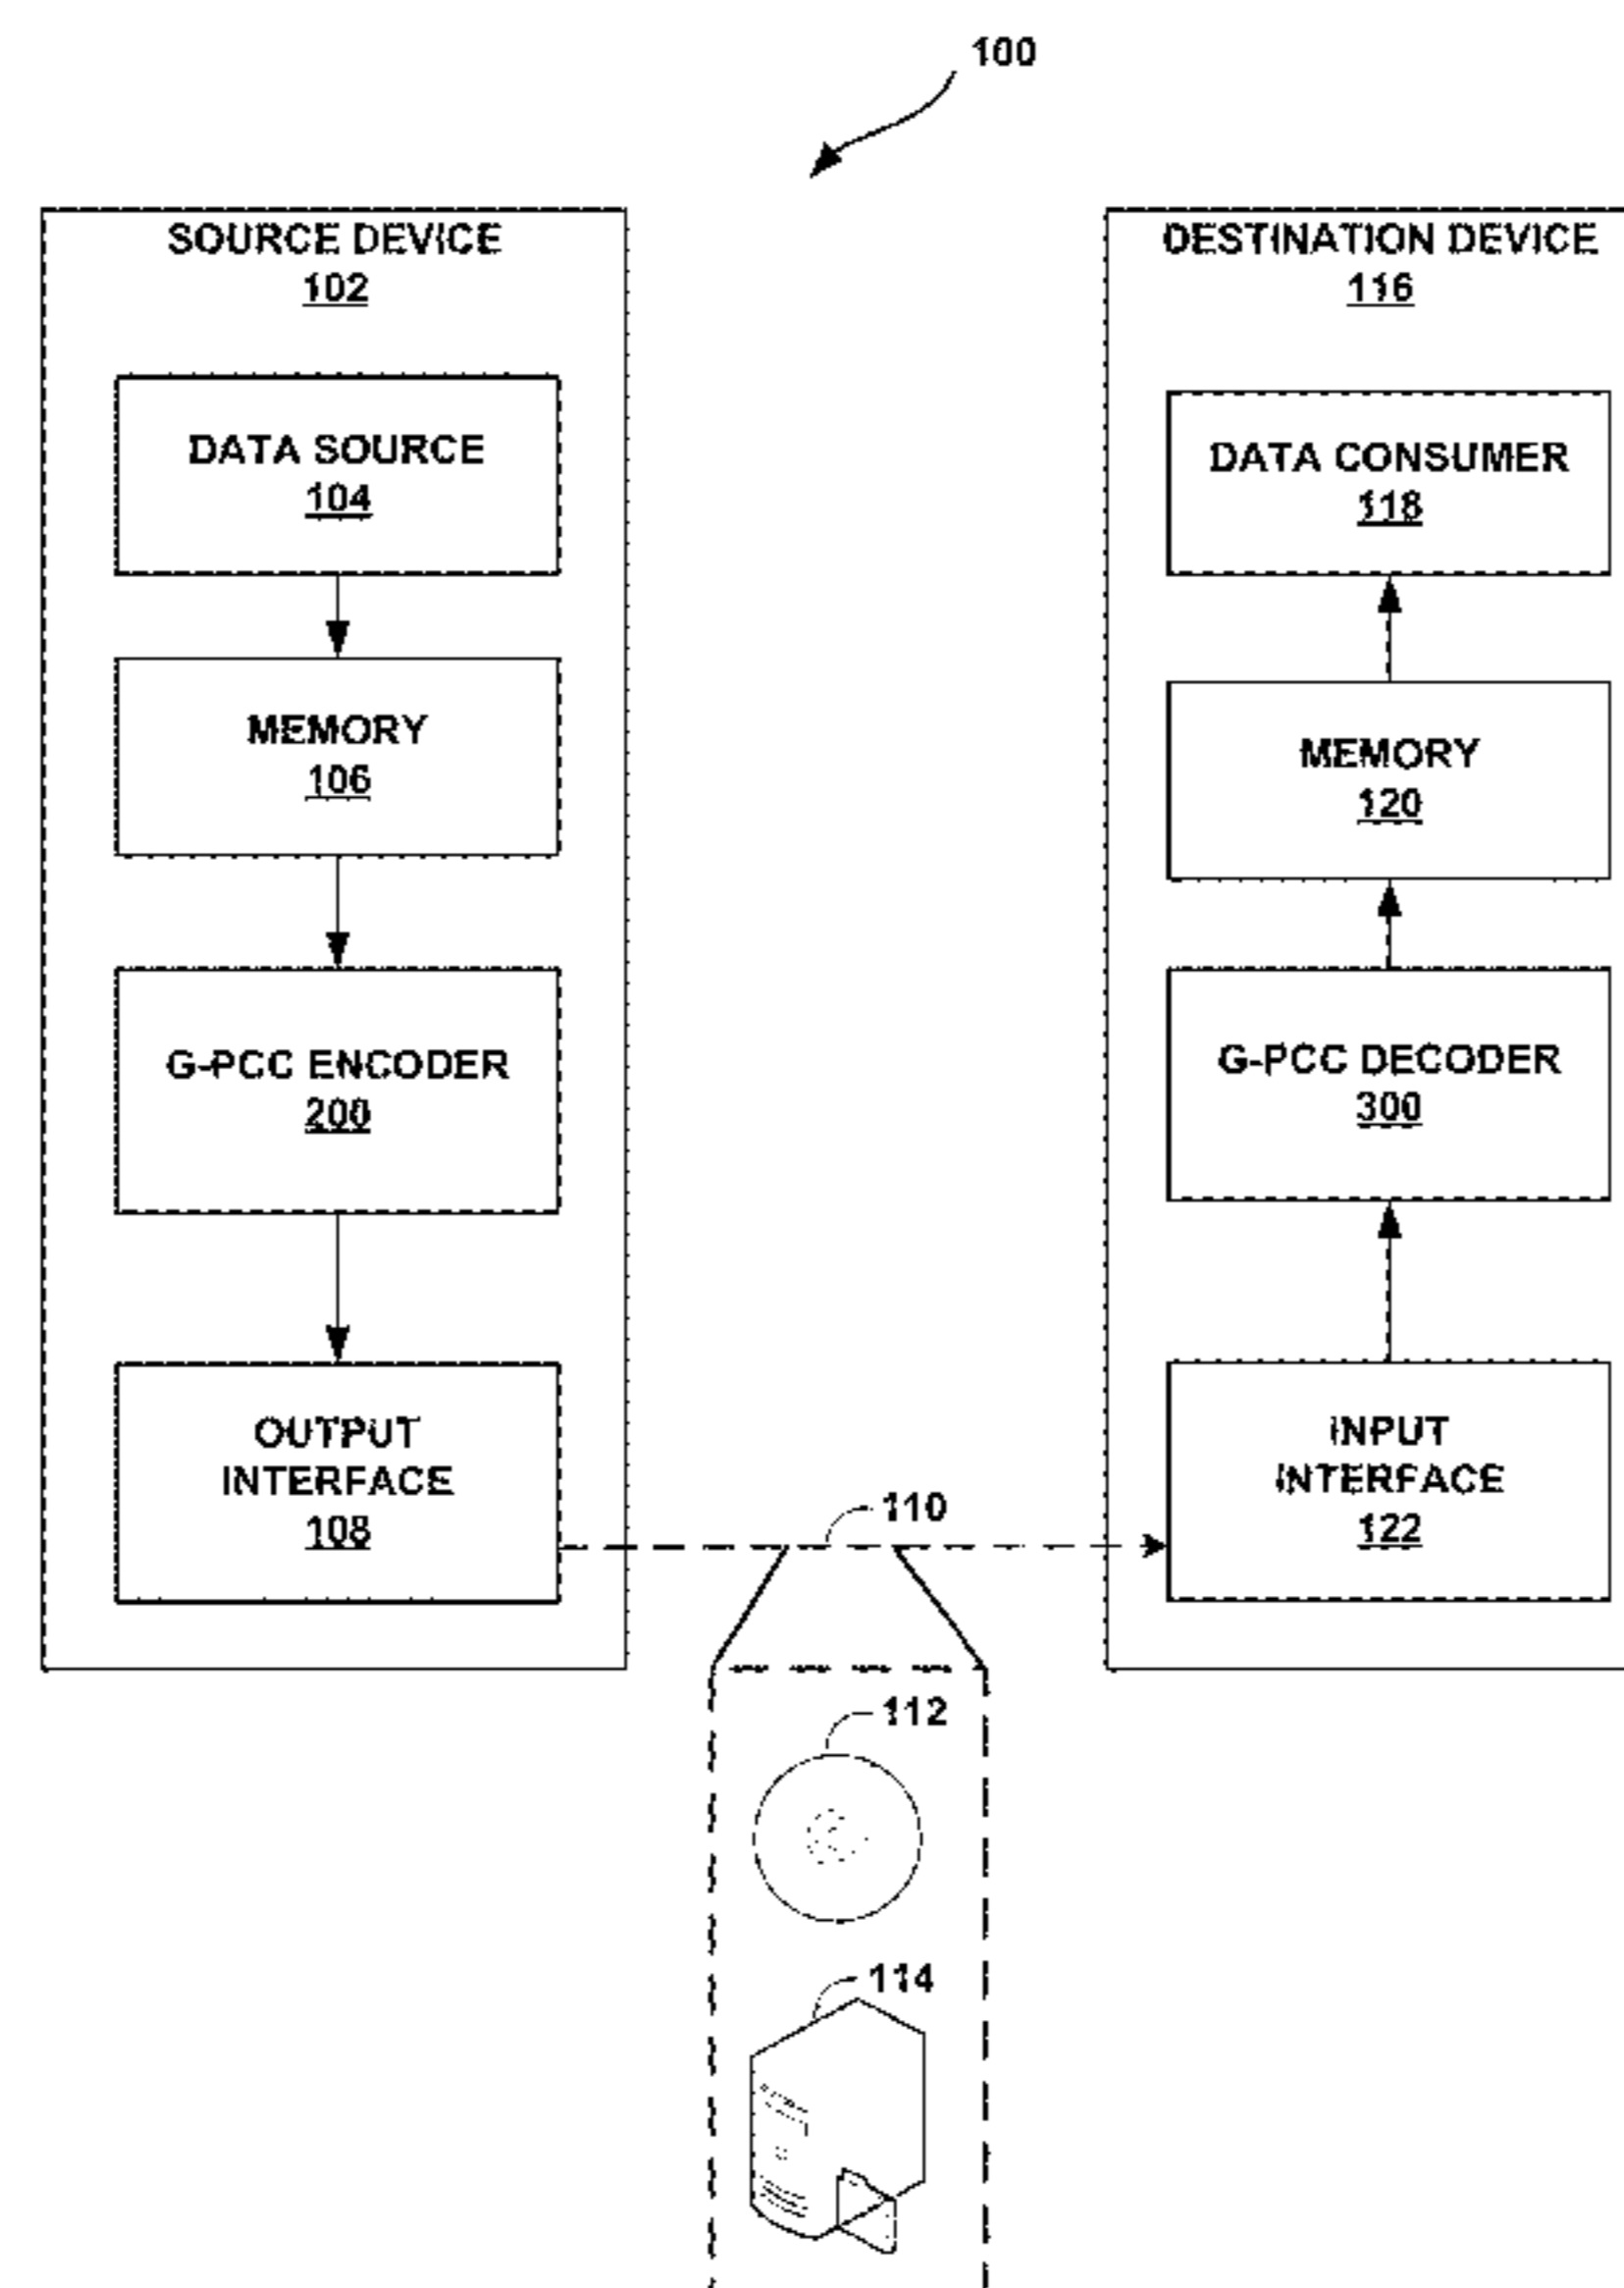 100
SOURCE DEVICE
102
DATA SOURCE
104
MEMORY
106
G-PCC ENCODER
200
OUTPUT
INTERFACE
108
DESTINATION DEVICE
116
DATA CONSUMER
118
MEMORY
120
G-PCC DECODER
300
INPUT
INTERFACE
122
110
112
114